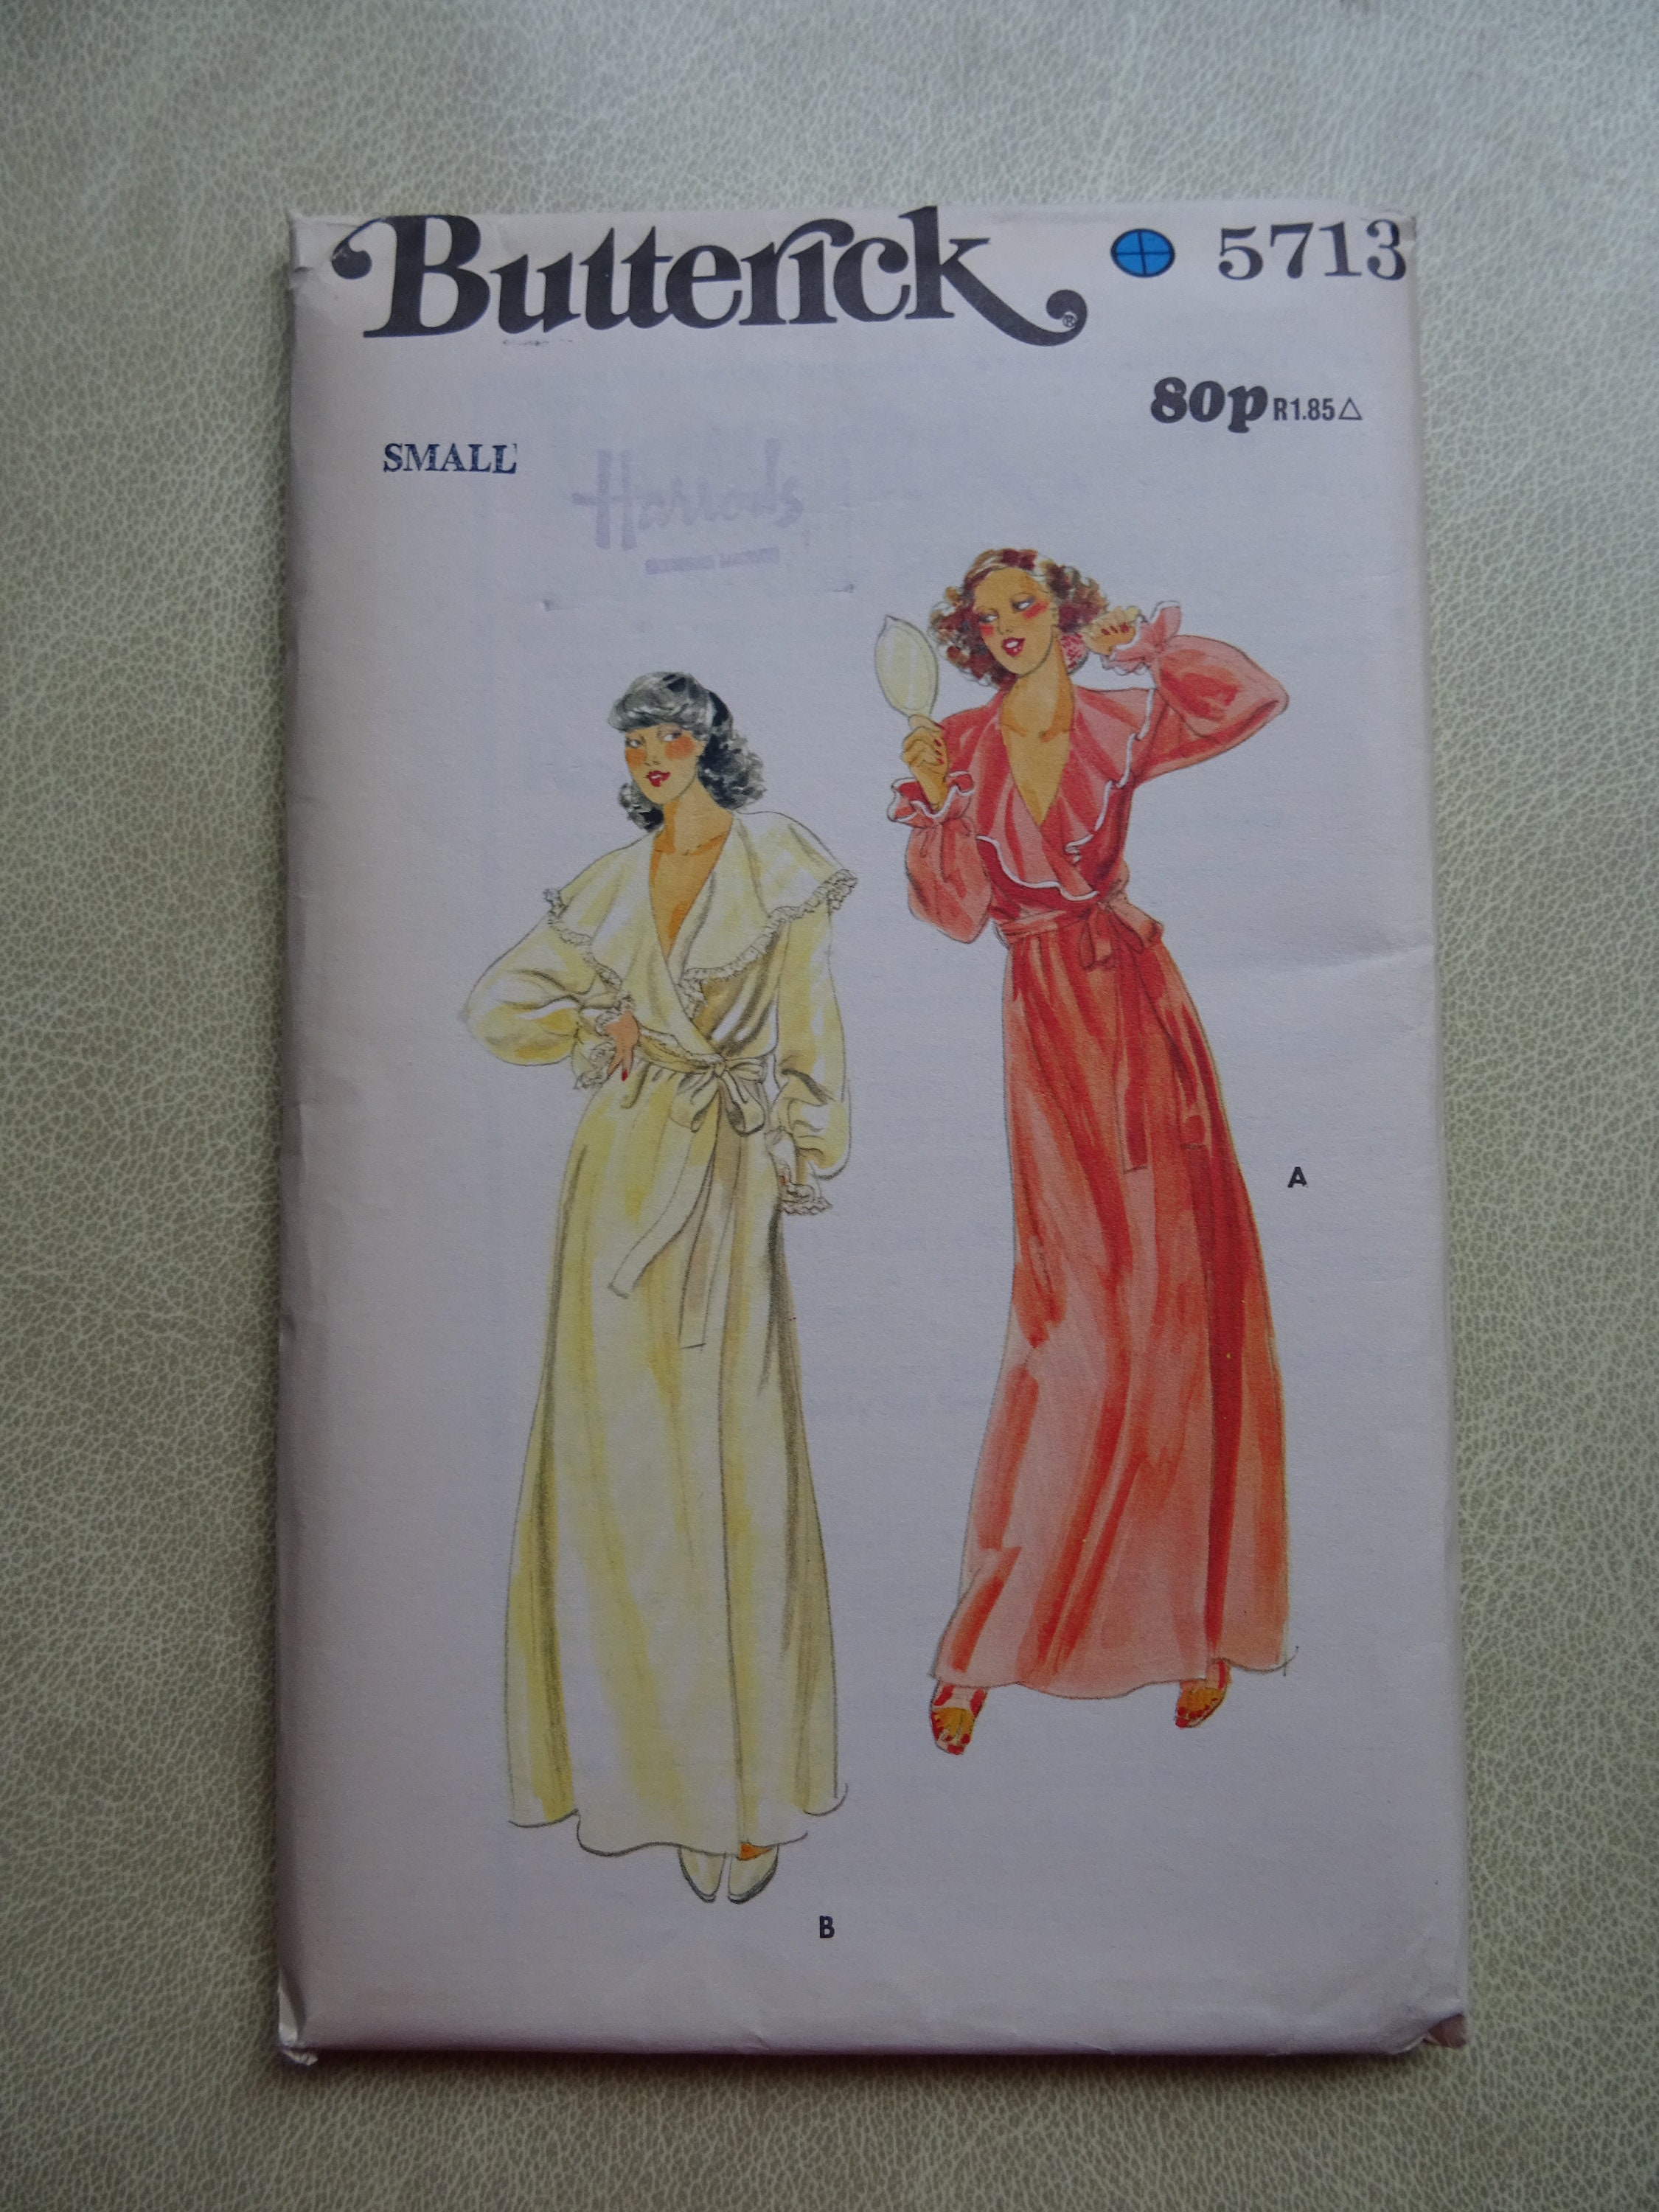 Butterick® 5713
80p R1.85△
SMALL
Harrods
A
B